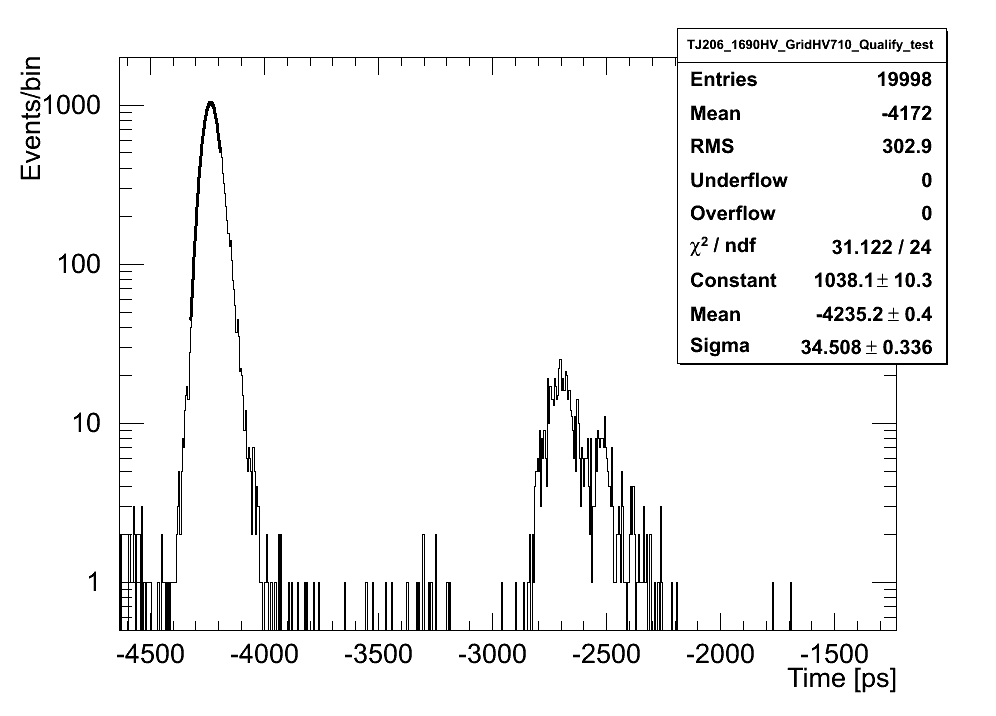 TJ206_1690HV_GridHV710_Qualify_test
Entries 19998
Mean -4172
RMS 302.9
Underflow 0
Overflow 0
χ² / ndf 31.122 / 24
Constant 1038.1 ± 10.3
Mean -4235.2 ± 0.4
Sigma 34.508 ± 0.336
Events/bin
1000
100
10
1
-4500 -4000 -3500 -3000 -2500 -2000 -1500
Time [ps]